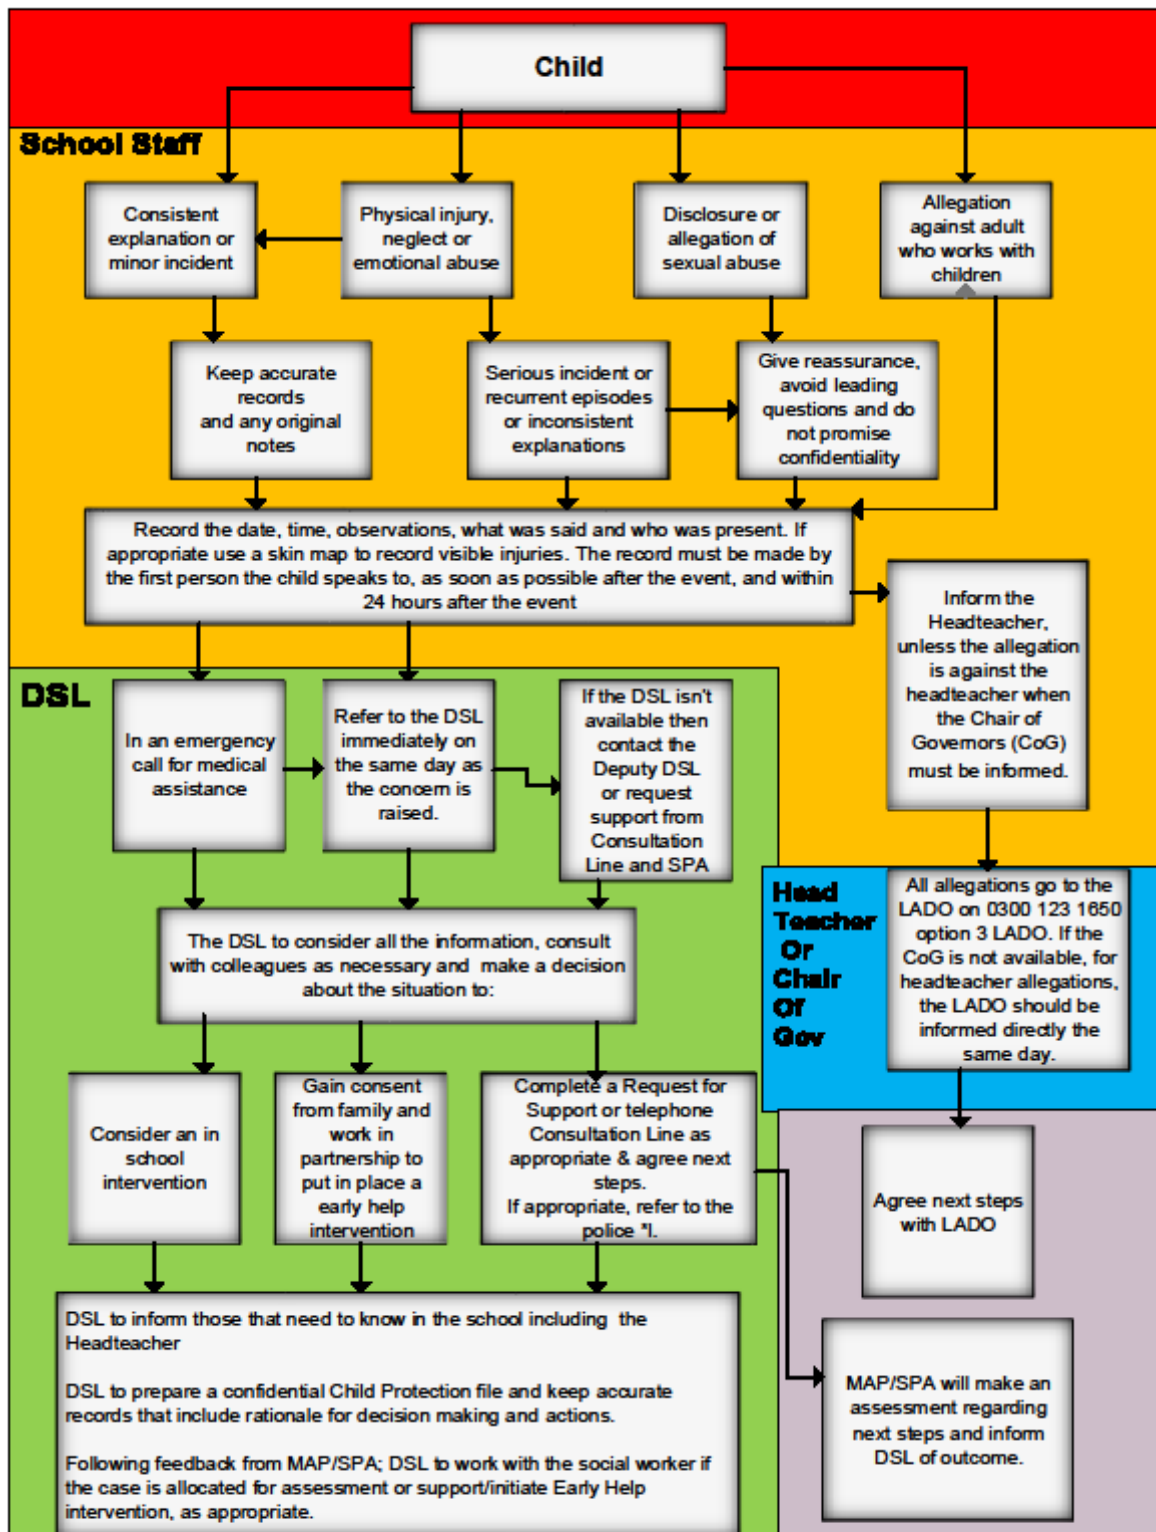 Child
School Staff
Consistent
explanation or
minor incident
Physical injury,
neglect or
emotional abuse
Disclosure or
allegation of
sexual abuse
Allegation
against adult
who works with
children
Keep accurate
records
and any original
notes
Serious incident or
recurrent episodes
or inconsistent
explanations
Give reassurance,
avoid leading
questions and do
not promise
confidentiality
Record the date, time, observations, what was said and who was present. If
appropriate use a skin map to record visible injuries. The record must be made by
the first person the child speaks to, as soon as possible after the event, and within
24 hours after the event
Inform the
Headteacher,
unless the allegation
is against the
headteacher when
the Chair of
Governors (CoG)
must be informed.
DSL
In an emergency
call for medical
assistance
Refer to the DSL
immediately on
the same day as
the concern is
raised.
If the DSL isn't
available then
contact the
Deputy DSL
or request
support from
Consultation
Line and SPA
Head
Teacher
Or
Chair
Of
Gov
All allegations go to the
LADO on 0300 123 1650
option 3 LADO. If the
CoG is not available, for
headteacher allegations,
the LADO should be
informed directly the
same day.
The DSL to consider all the information, consult
with colleagues as necessary and make a decision
about the situation to:
Consider an in
school
intervention
Gain consent
from family and
work in
partnership to
put in place a
early help
intervention
Complete a Request for
Support or telephone
Consultation Line as
appropriate & agree next
steps.
If appropriate, refer to the
police *I.
Agree next steps
with LADO
DSL to inform those that need to know in the school including the
Headteacher
DSL to prepare a confidential Child Protection file and keep accurate
records that include rationale for decision making and actions.
Following feedback from MAP/SPA; DSL to work with the social worker if
the case is allocated for assessment or support/initiate Early Help
intervention, as appropriate.
MAP/SPA will make an
assessment regarding
next steps and inform
DSL of outcome.